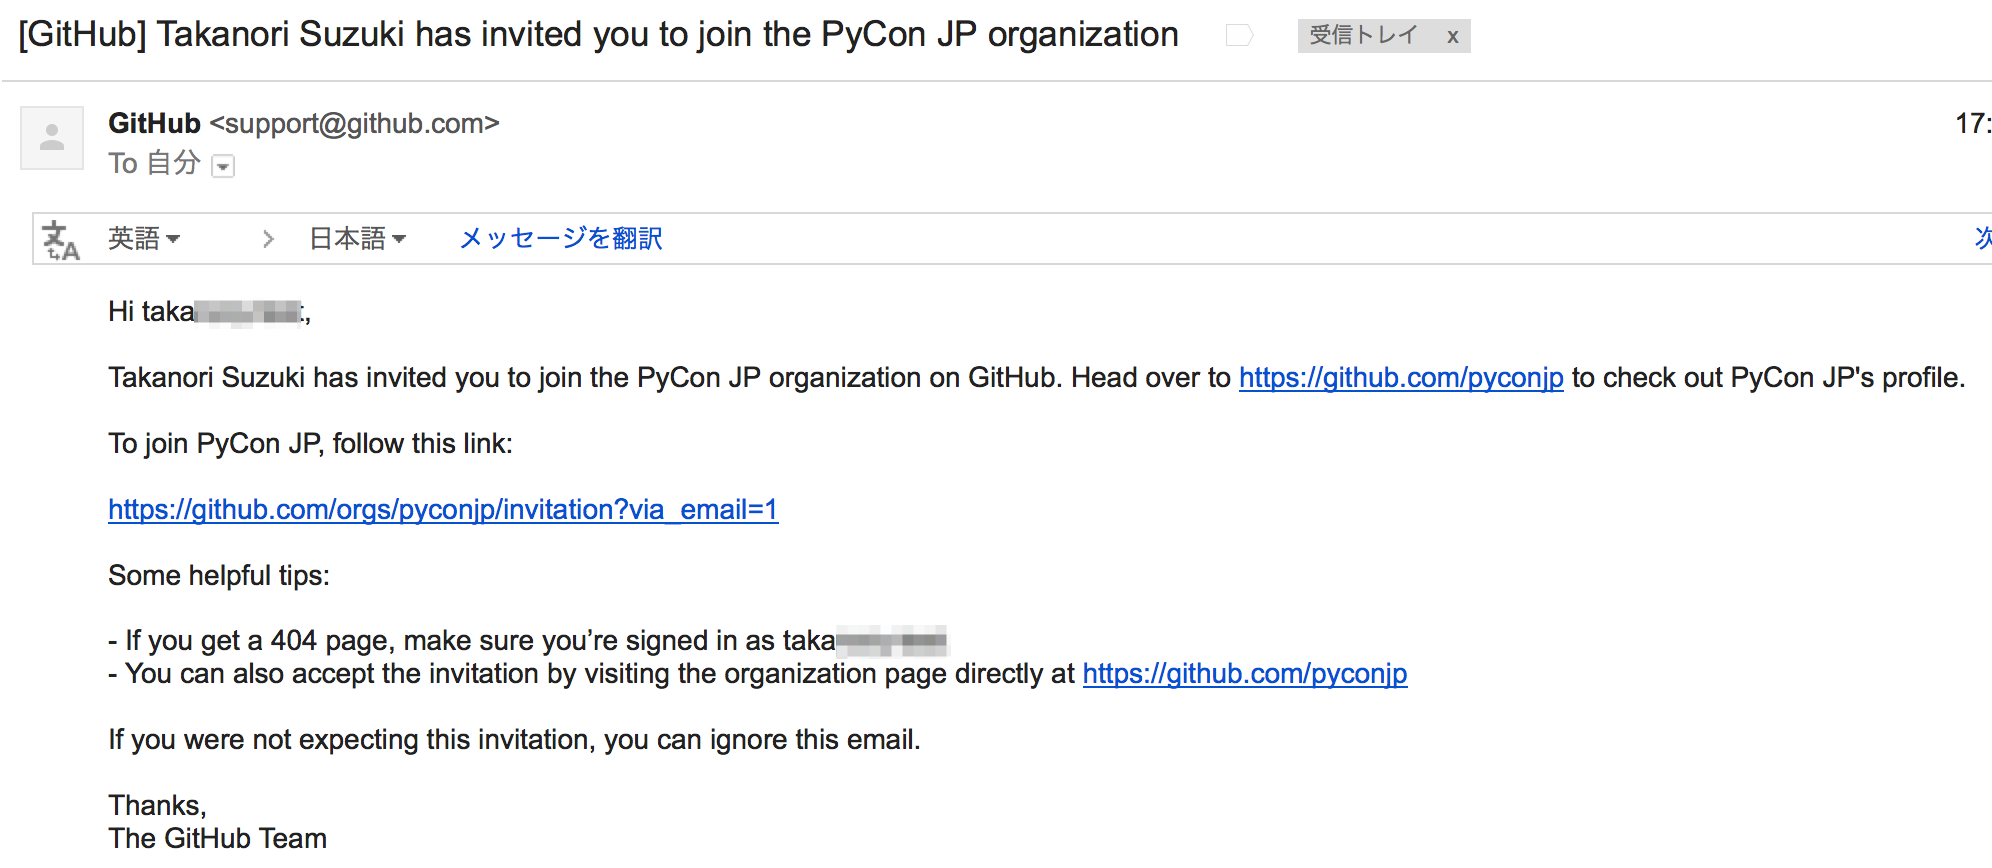 [GitHub] Takanori Suzuki has invited you to join the PyCon JP organization 受信トレイ x
GitHub <support@github.com> 17:
To 自分
英語 日本語 メッセージを翻訳 次
Hi taka t,
Takanori Suzuki has invited you to join the PyCon JP organization on GitHub. Head over to https://github.com/pyconjp to check out PyCon JP's profile.
To join PyCon JP, follow this link:
https://github.com/orgs/pyconjp/invitation?via_email=1
Some helpful tips:
- If you get a 404 page, make sure you’re signed in as taka
- You can also accept the invitation by visiting the organization page directly at https://github.com/pyconjp
If you were not expecting this invitation, you can ignore this email.
Thanks,
The GitHub Team